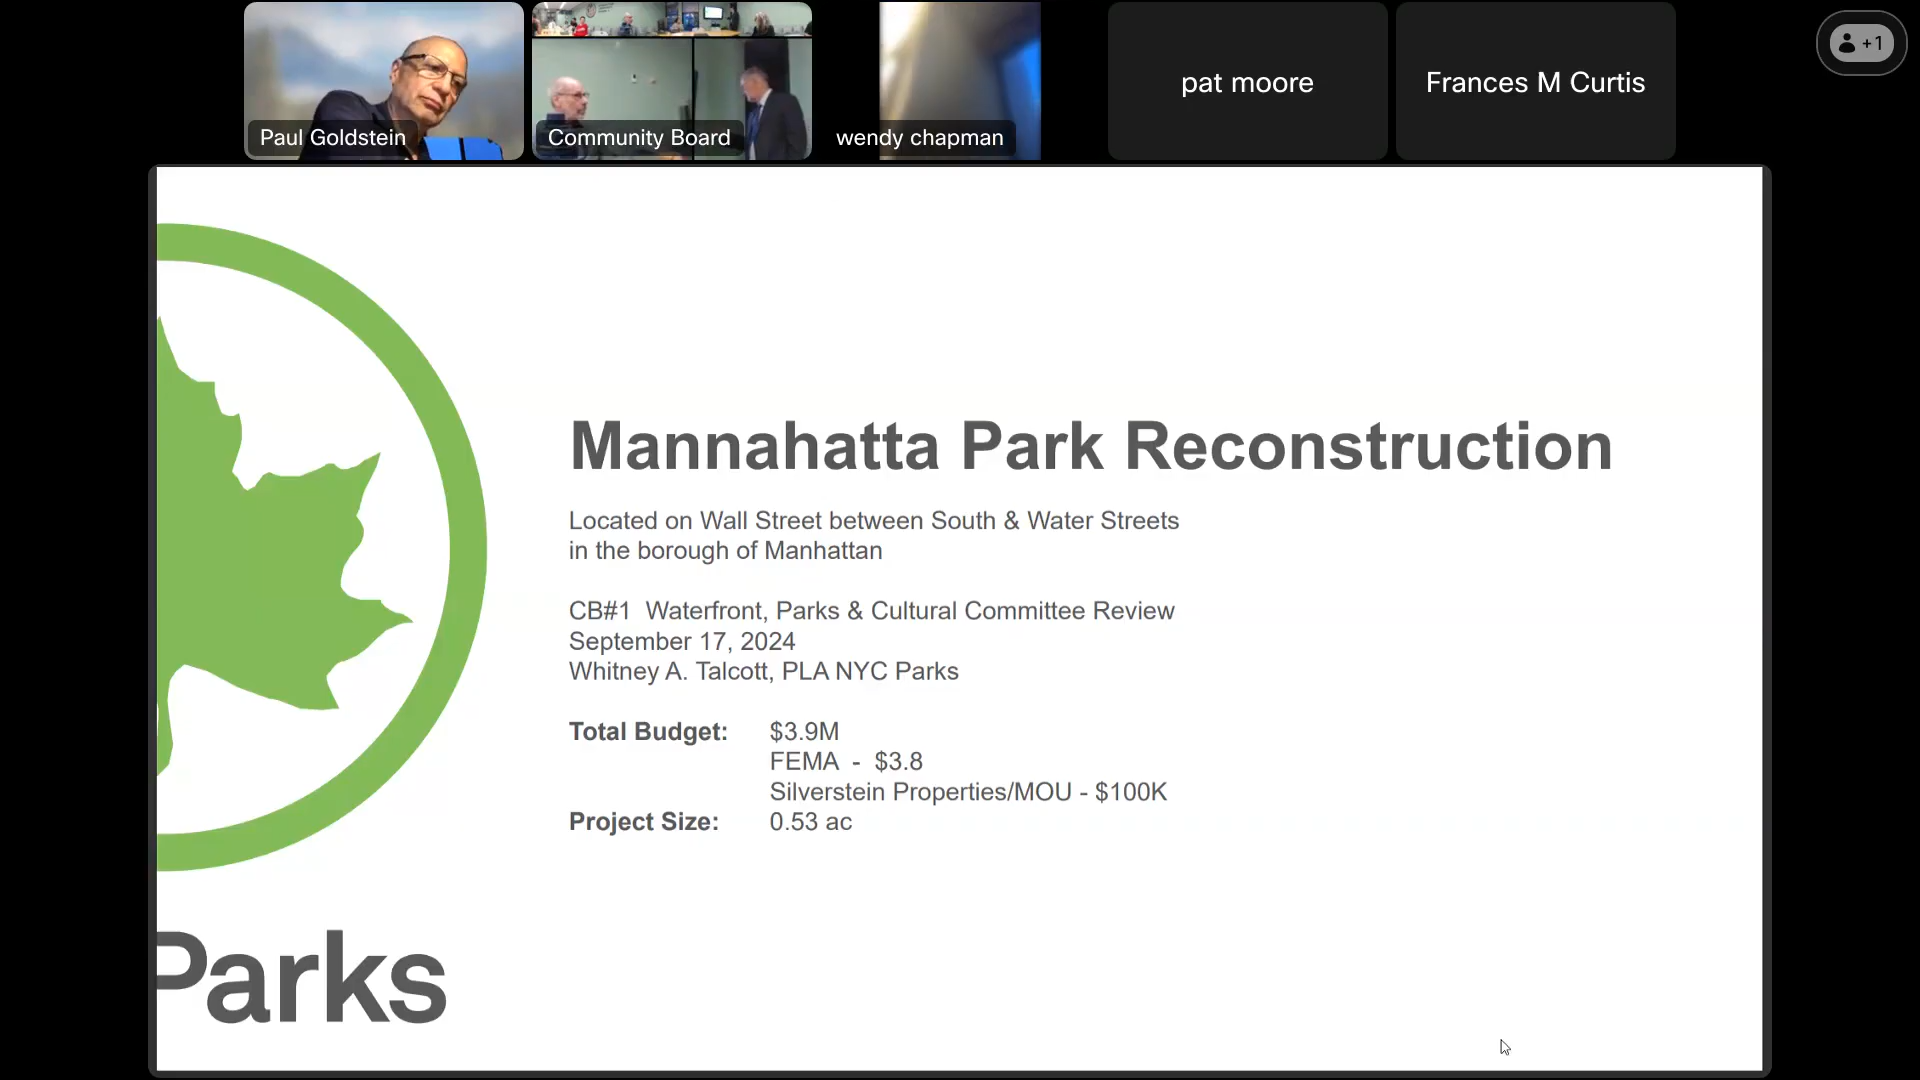 Paul Goldstein
Community Board
wendy chapman
pat moore
Frances M Curtis
+1
Mannahatta Park Reconstruction
Located on Wall Street between South & Water Streets
in the borough of Manhattan
CB#1 Waterfront, Parks & Cultural Committee Review
September 17, 2024
Whitney A. Talcott, PLA NYC Parks
Total Budget: $3.9M
FEMA - $3.8
Silverstein Properties/MOU - $100K
Project Size: 0.53 ac
Parks